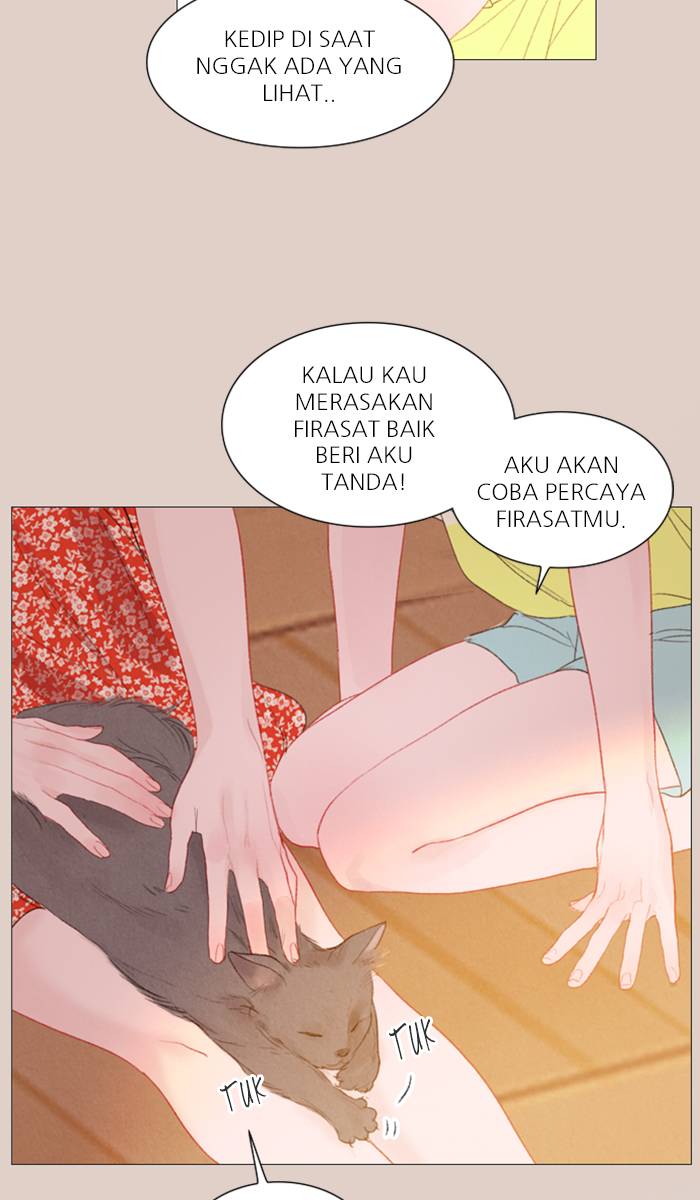 KEDIP DI SAAT
NGGAK ADA YANG
LIHAT..
KALAU KAU
MERASAKAN
FIRASAT BAIK
BERI AKU
TANDA!
AKU AKAN
COBA PERCAYA
FIRASATMU.
TUK
TUK